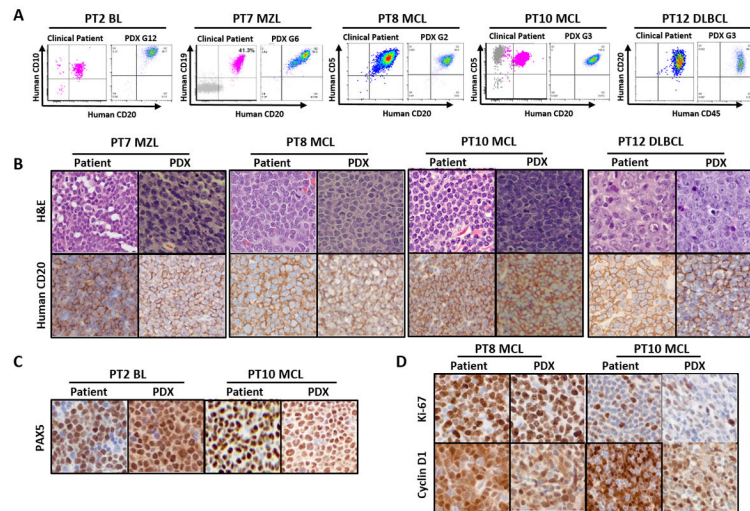 A
PT2 BL PT7 MZL PT8 MCL PT10 MCL PT12 DLBCL
Clinical Patient PDX G12 Clinical Patient PDX G6 Clinical Patient PDX G2 Clinical Patient PDX G3 Clinical Patient PDX G3
Human CD10 Human CD19 41.3% Human CD5 Human CD5 Human CD20
Human CD20 Human CD20 Human CD20 Human CD20 Human CD45
B
PT7 MZL PT8 MCL PT10 MCL PT12 DLBCL
Patient PDX Patient PDX Patient PDX Patient PDX
H&E
Human CD20
C
PT2 BL PT10 MCL
Patient PDX Patient PDX
PAX5
D
PT8 MCL PT10 MCL
Patient PDX Patient PDX
Ki-67
Cyclin D1